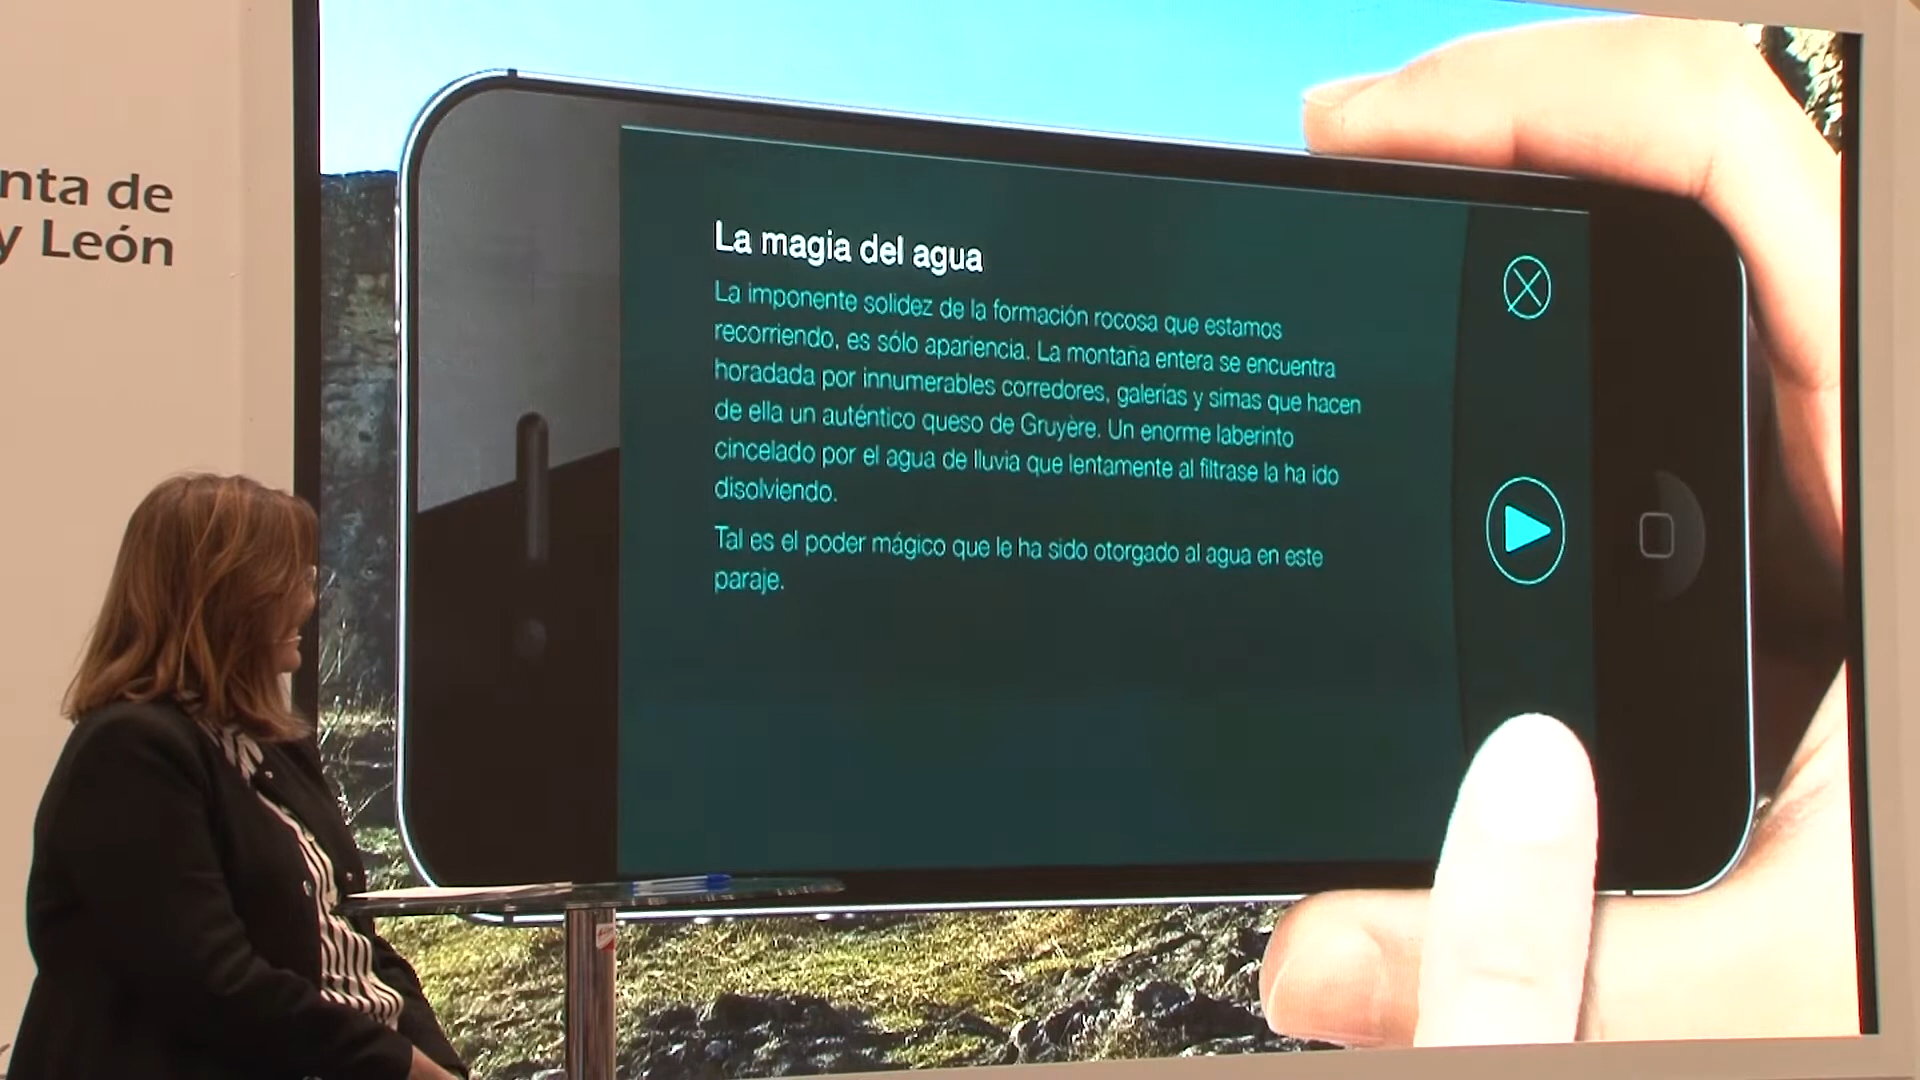 nta de
y León
La magia del agua
La imponente solidez de la formación rocosa que estamos
recorriendo, es sólo apariencia. La montaña entera se encuentra
horadada por innumerables corredores, galerías y simas que hacen
de ella un auténtico queso de Gruyère. Un enorme laberinto
cincelado por el agua de lluvia que lentamente al filtrase la ha ido
disolviendo.
Tal es el poder mágico que le ha sido otorgado al agua en este
paraje.